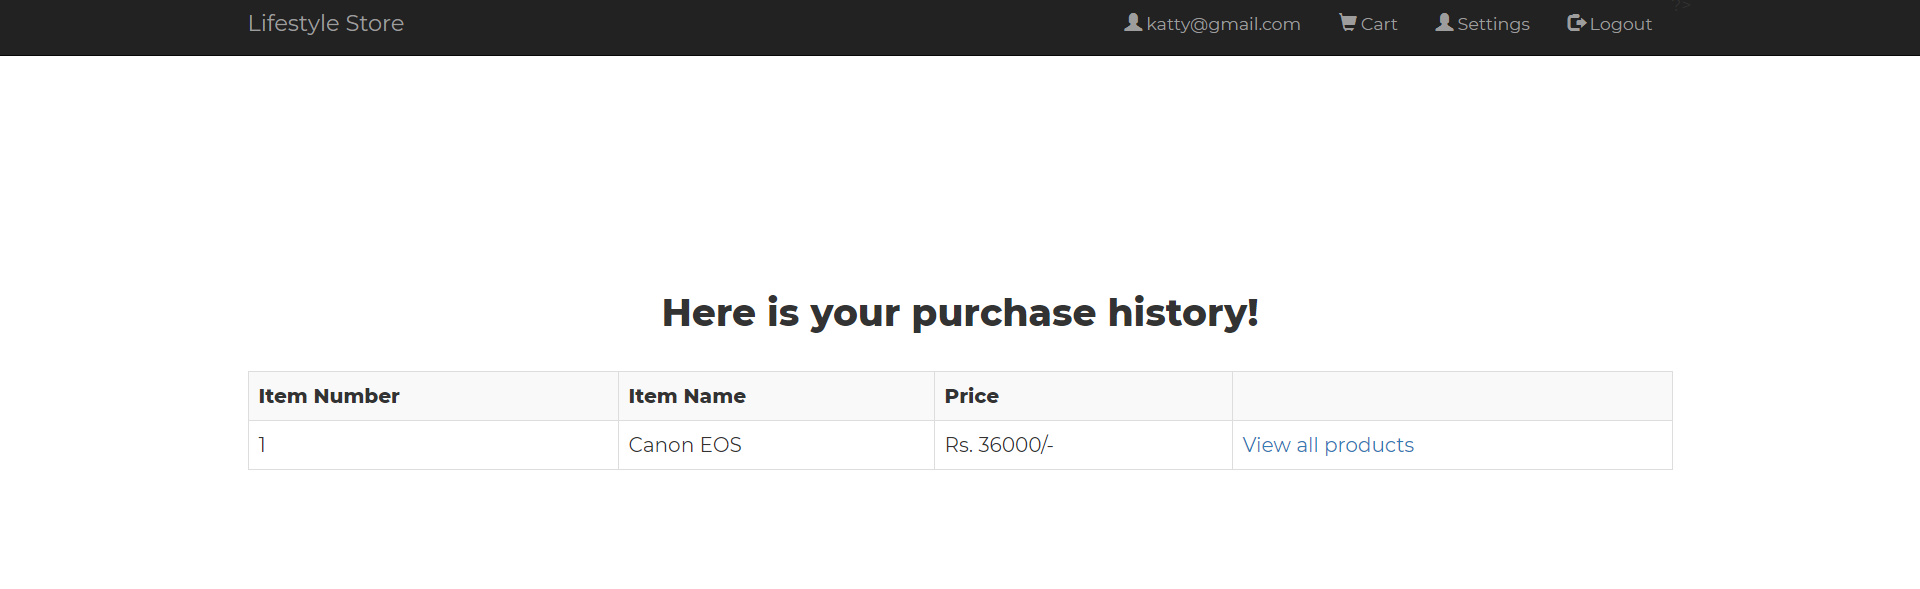 Lifestyle Store katty@gmail.com Cart Settings Logout ?>
Here is your purchase history!
Item Number Item Name Price
1 Canon EOS Rs. 36000/- View all products